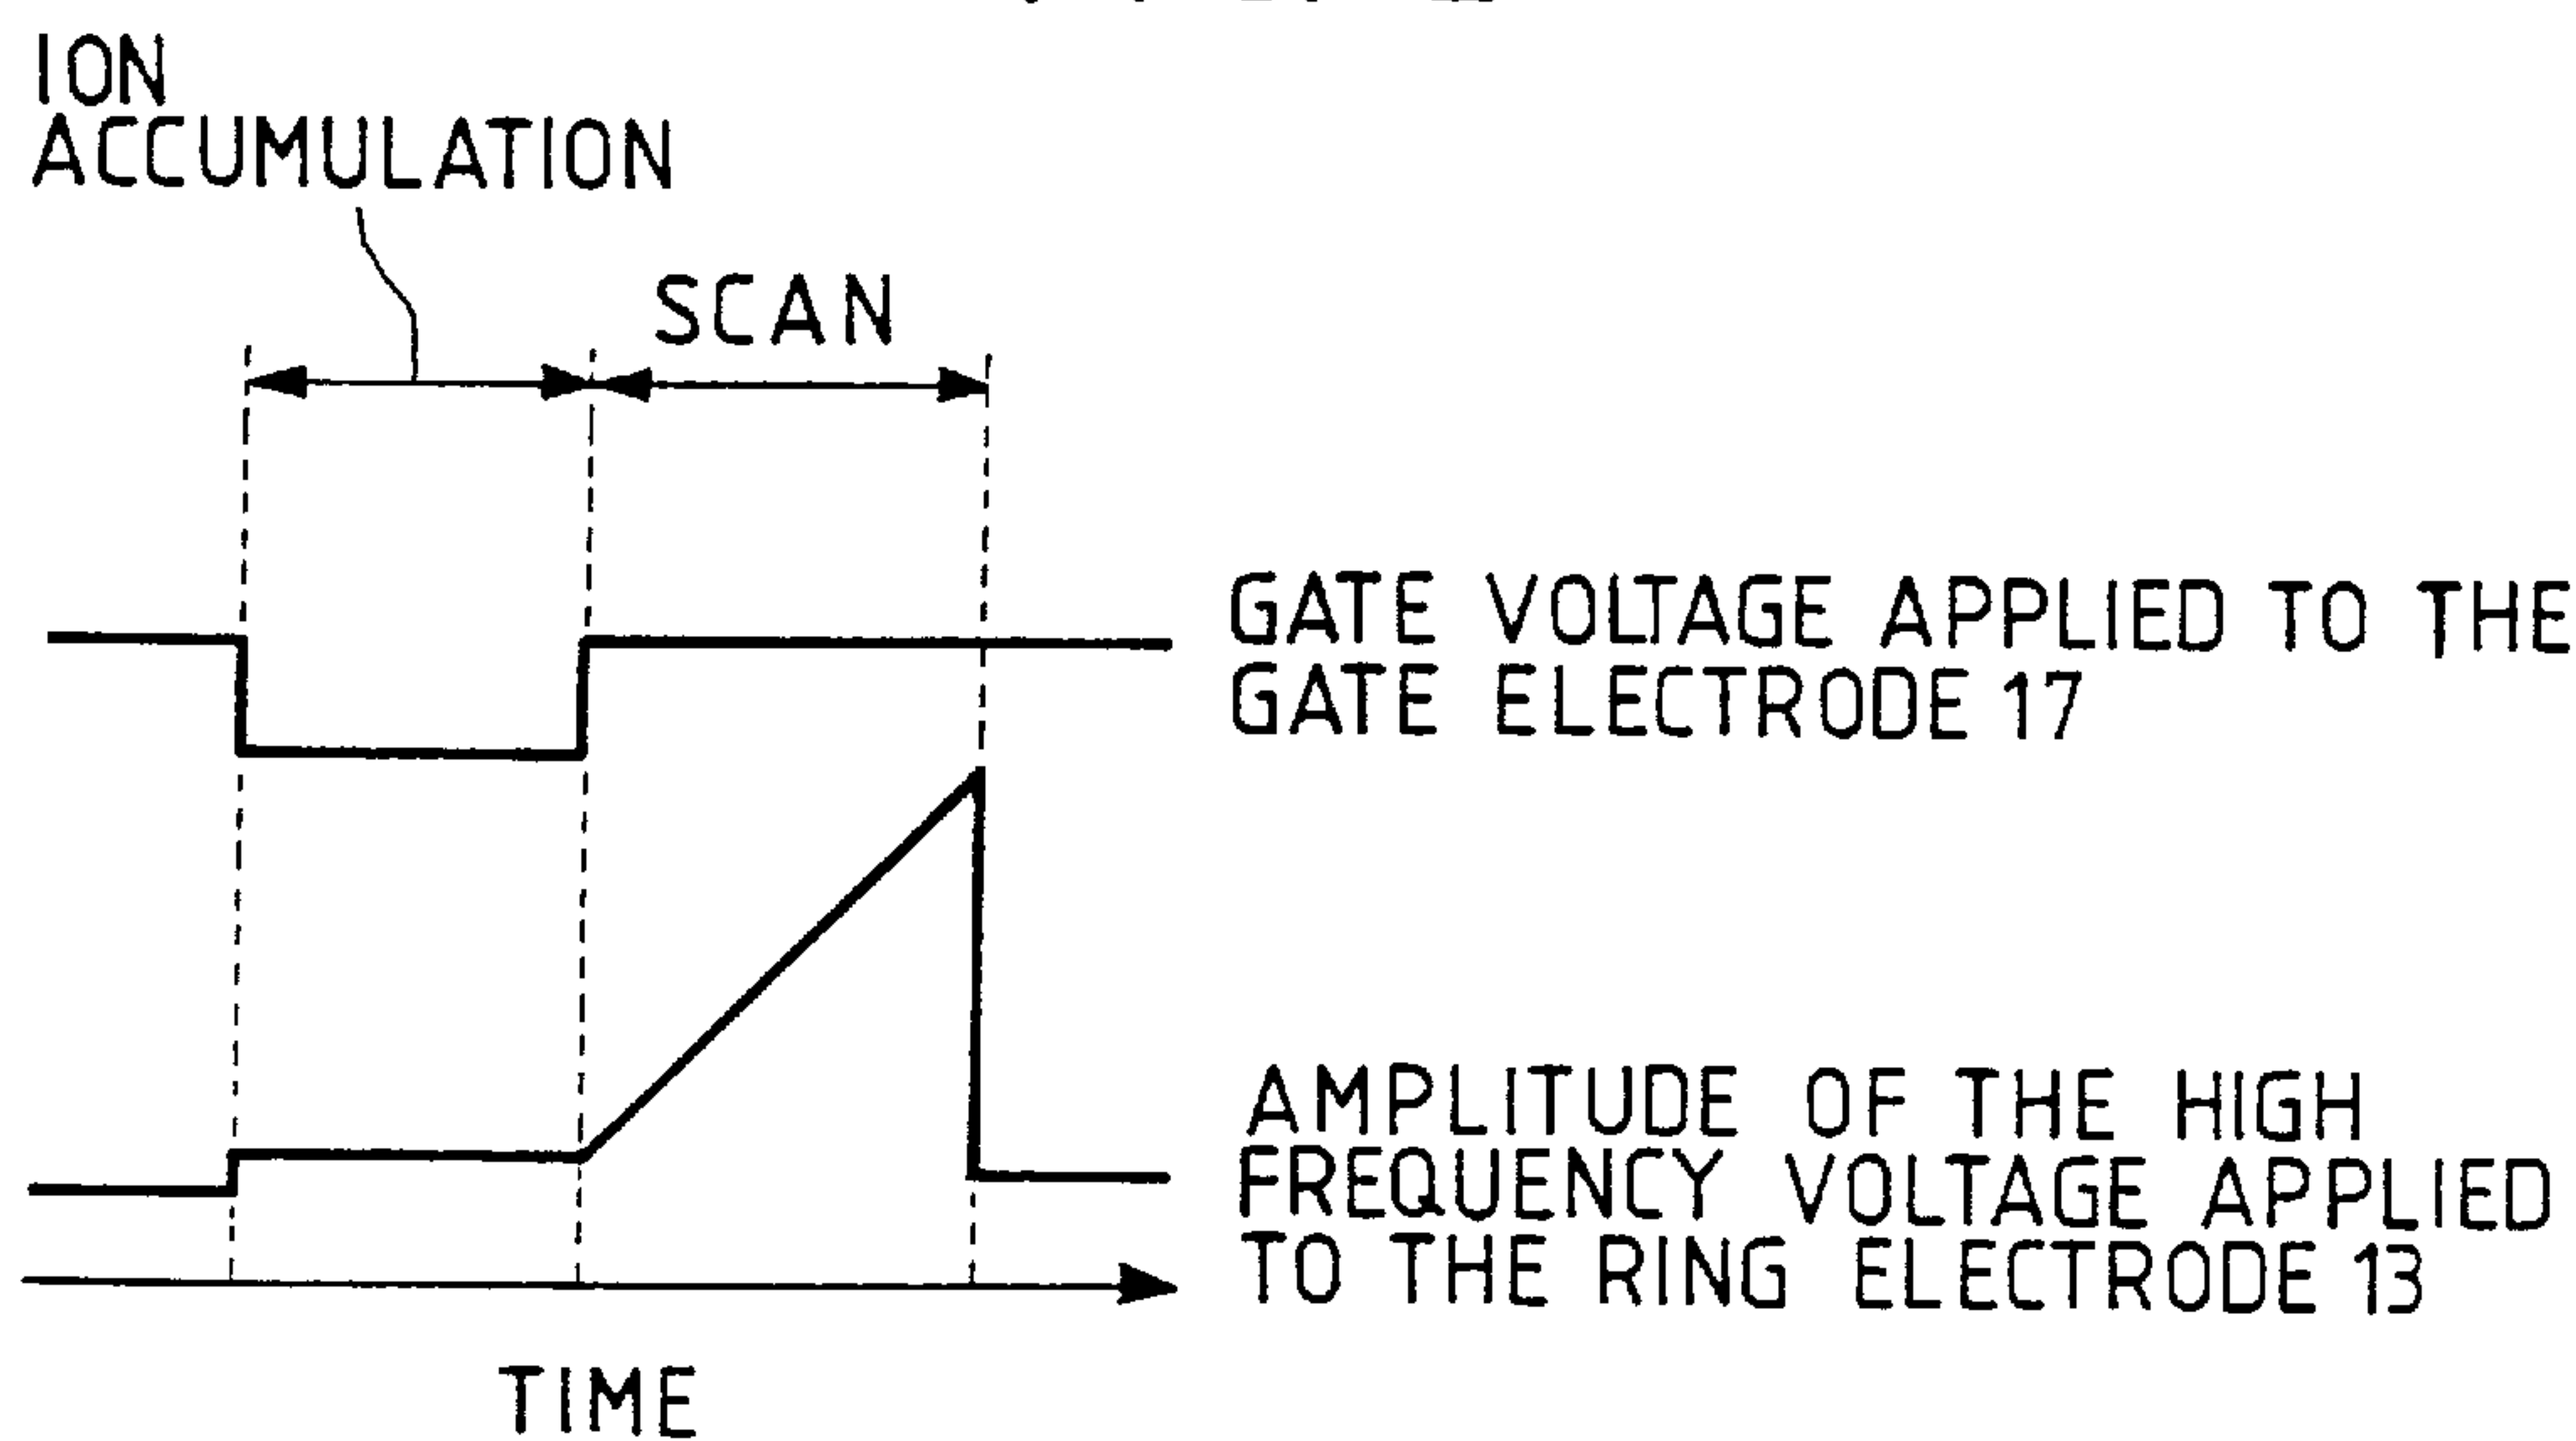 ION
ACCUMULATION
SCAN
GATE VOLTAGE APPLIED TO THE
GATE ELECTRODE 17
AMPLITUDE OF THE HIGH
FREQUENCY VOLTAGE APPLIED
TO THE RING ELECTRODE 13
TIME